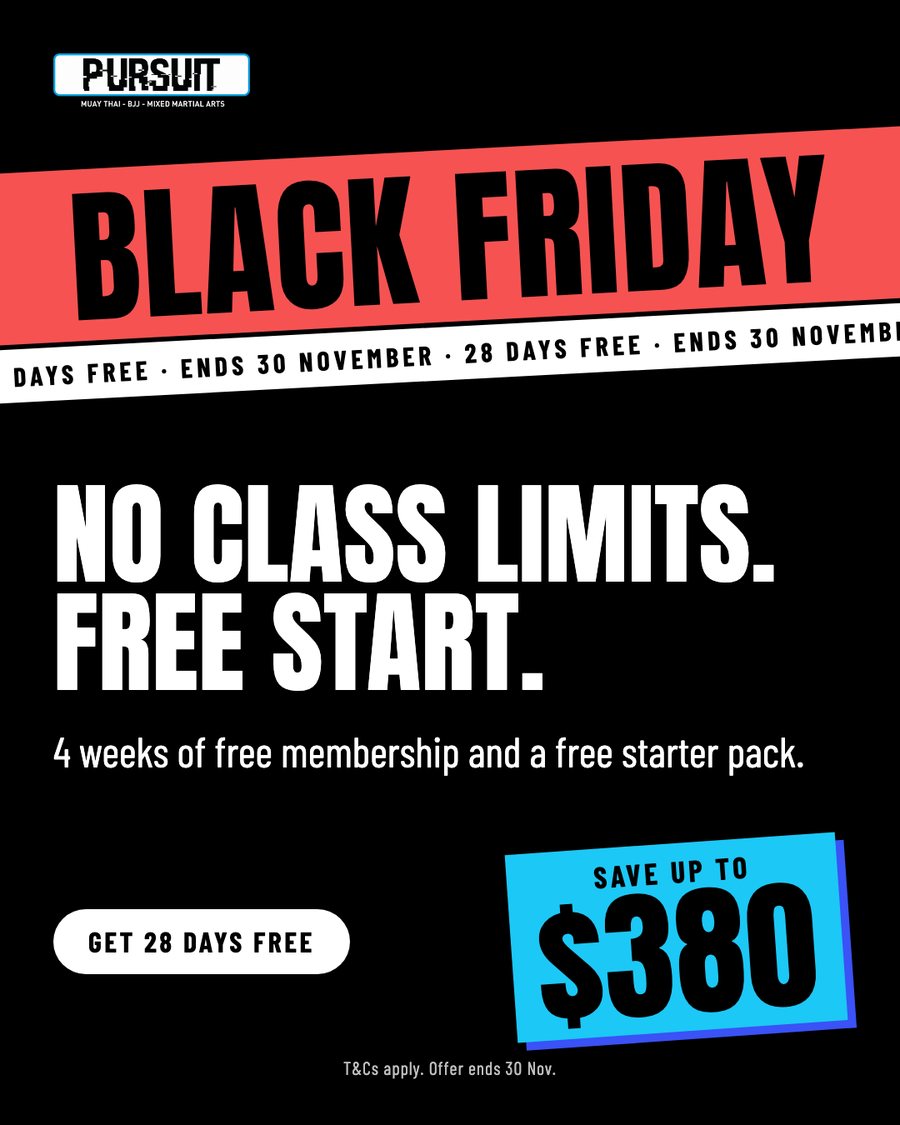 PURSUIT
MUAY THAI - BJJ - MIXED MARTIAL ARTS
BLACK FRIDAY
DAYS FREE · ENDS 30 NOVEMBER · 28 DAYS FREE · ENDS 30 NOVEMBE
NO CLASS LIMITS.
FREE START.
4 weeks of free membership and a free starter pack.
SAVE UP TO
$380
GET 28 DAYS FREE
T&Cs apply. Offer ends 30 Nov.